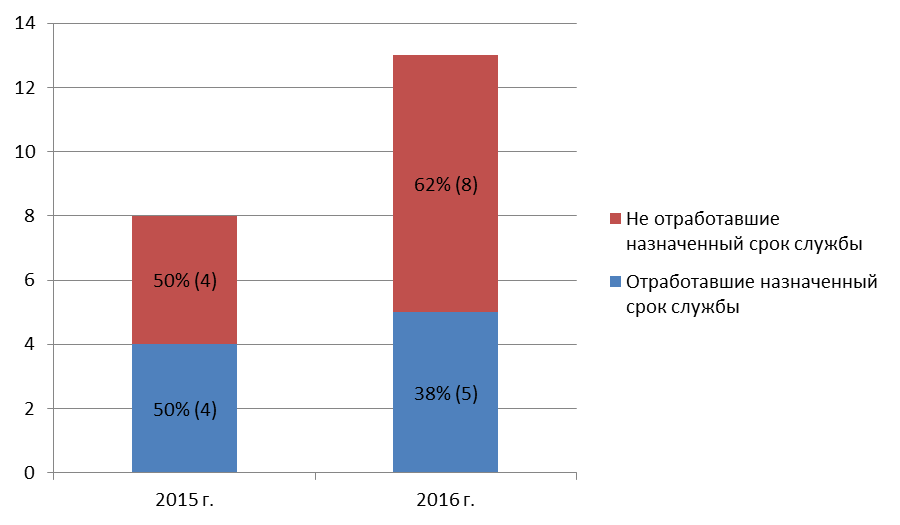 14
12
10
8
6
4
2
0
62% (8)
50% (4)
38% (5)
50% (4)
2015 г.
2016 г.
Не отработавшие
назначенный срок службы
Отработавшие назначенный
срок службы